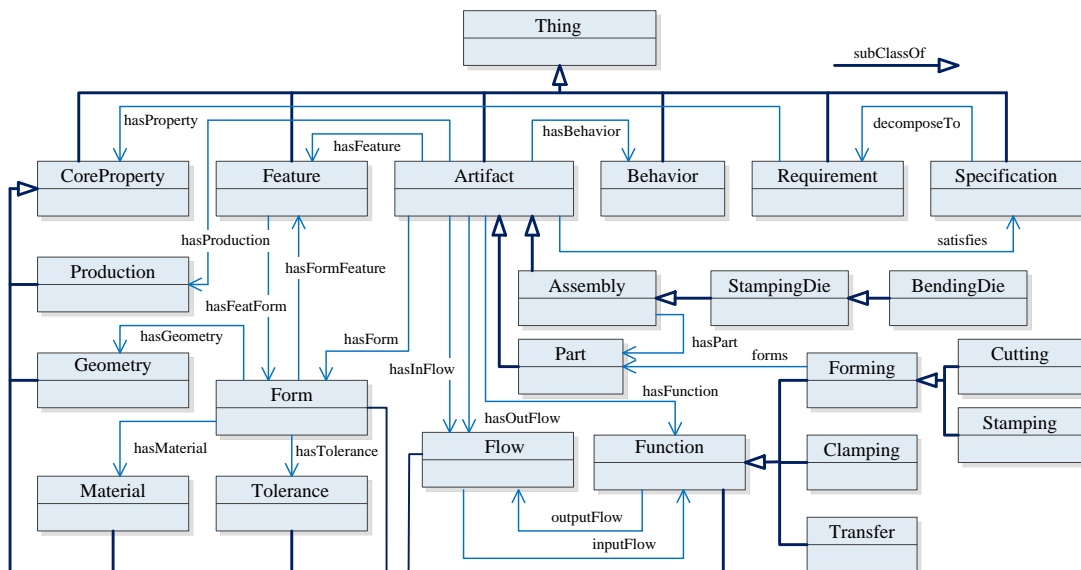 Thing
subClassOf
hasProperty
hasFeature
hasBehavior
decomposeTo
CoreProperty
Feature
Artifact
Behavior
Requirement
Specification
hasProduction
satisfies
Production
hasFormFeature
Assembly
StampingDie
BendingDie
hasFeatForm
hasGeometry
hasForm
hasPart
Geometry
Part
forms
Forming
Cutting
hasInFlow
Form
hasFunction
hasOutFlow
Stamping
hasMaterial
hasTolerance
Flow
Function
Clamping
Material
Tolerance
outputFlow
Transfer
inputFlow